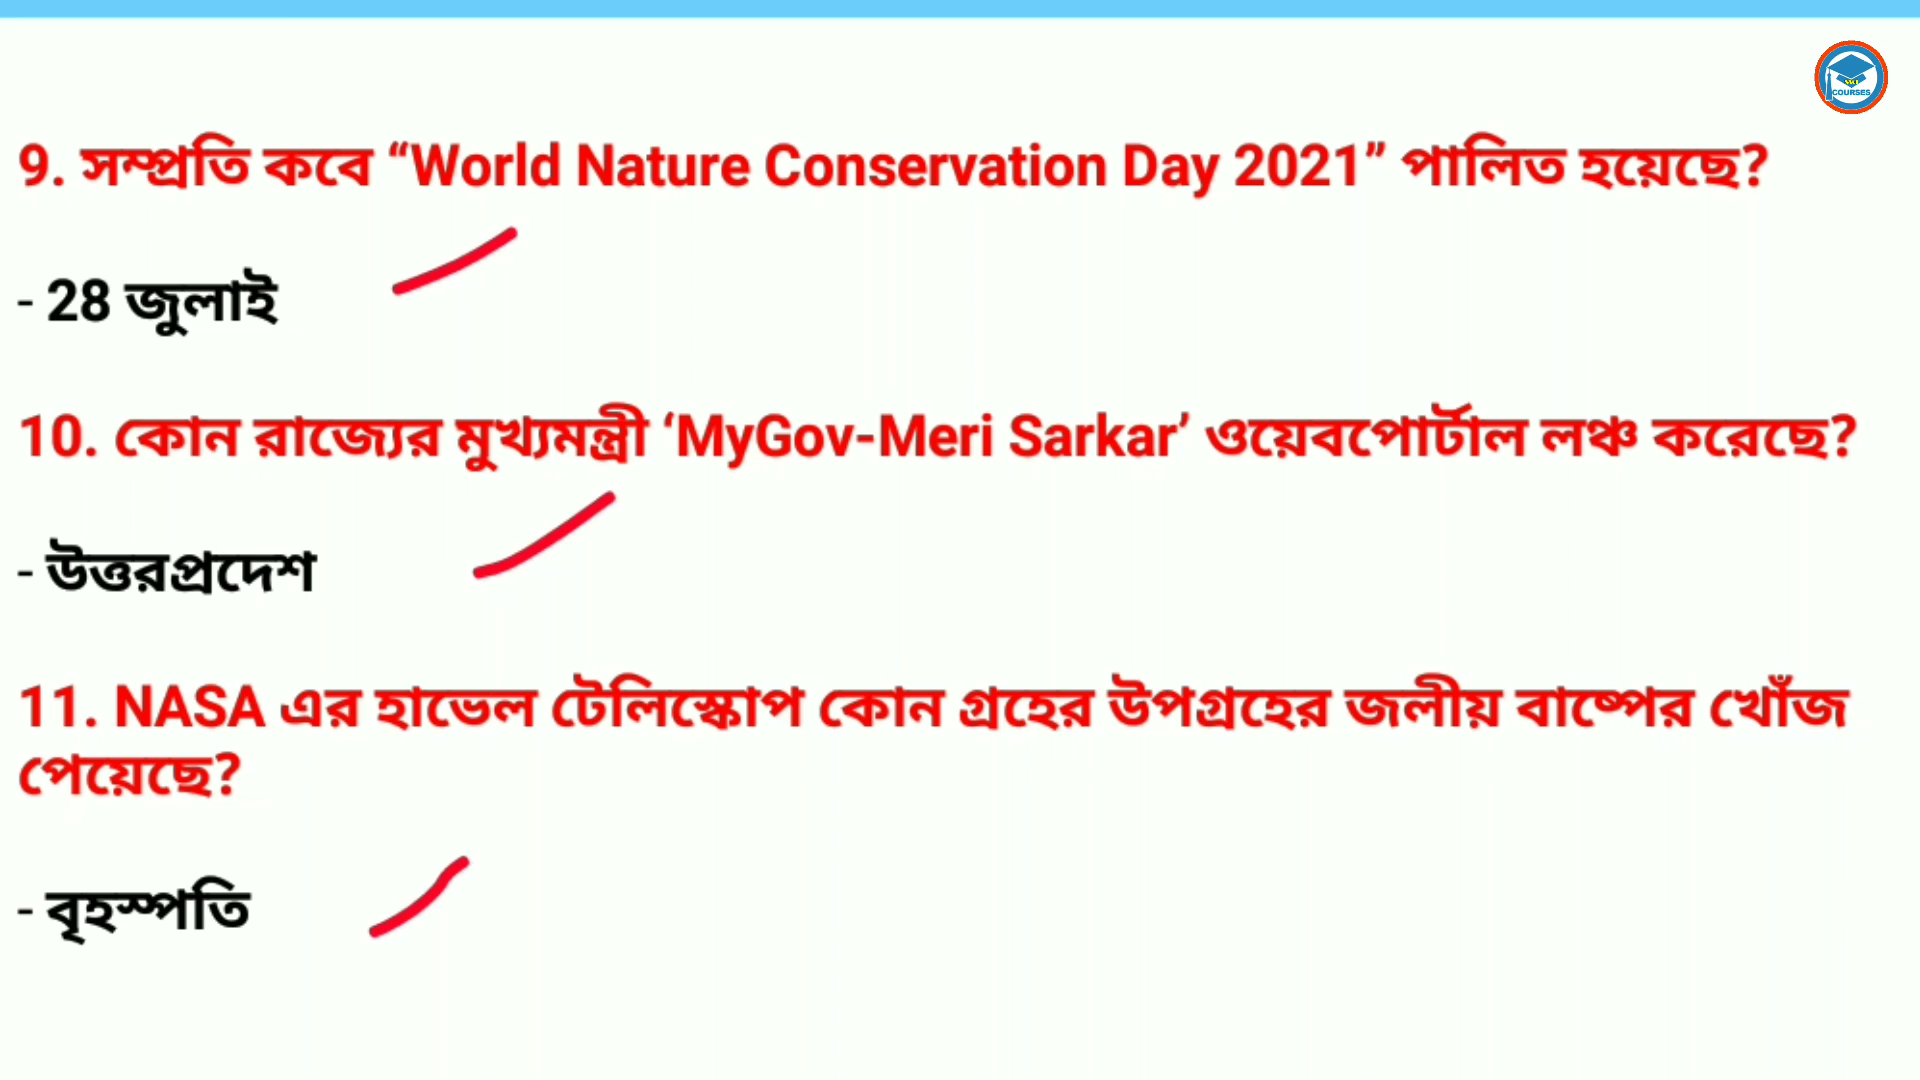 COURSES
9. সম্প্রতি কবে “World Nature Conservation Day 2021” পালিত হয়েছে?
- 28 জুলাই
10. কোন রাজ্যের মুখ্যমন্ত্রী ‘MyGov-Meri Sarkar’ ওয়েবপোর্টাল লঞ্চ করেছে?
- উত্তরপ্রদেশ
11. NASA এর হাভেল টেলিস্কোপ কোন গ্রহের উপগ্রহের জলীয় বাষ্পের খোঁজ
পেয়েছে?
- বৃহস্পতি